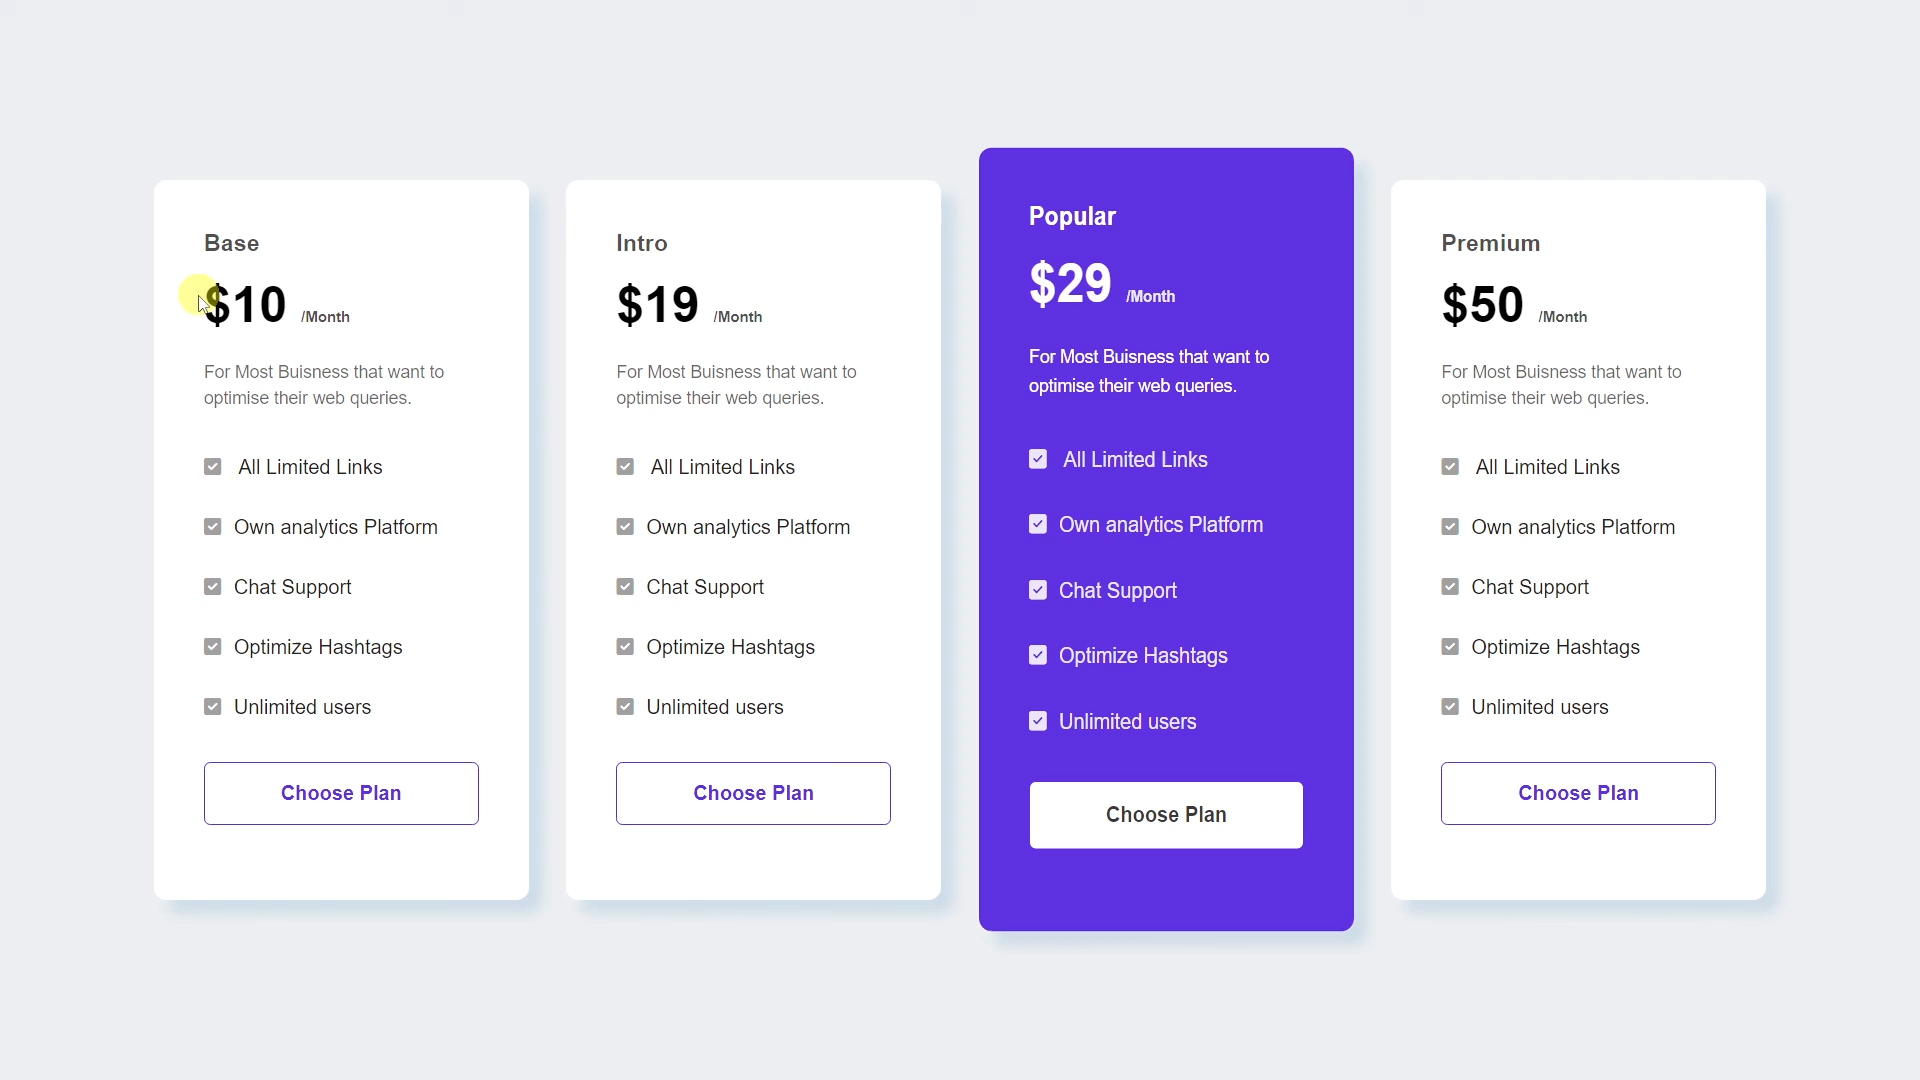 Base
$10 /Month
For Most Buisness that want to
optimise their web queries.
All Limited Links
Own analytics Platform
Chat Support
Optimize Hashtags
Unlimited users
Choose Plan
Intro
$19 /Month
For Most Buisness that want to
optimise their web queries.
All Limited Links
Own analytics Platform
Chat Support
Optimize Hashtags
Unlimited users
Choose Plan
Popular
$29 /Month
For Most Buisness that want to
optimise their web queries.
All Limited Links
Own analytics Platform
Chat Support
Optimize Hashtags
Unlimited users
Choose Plan
Premium
$50 /Month
For Most Buisness that want to
optimise their web queries.
All Limited Links
Own analytics Platform
Chat Support
Optimize Hashtags
Unlimited users
Choose Plan